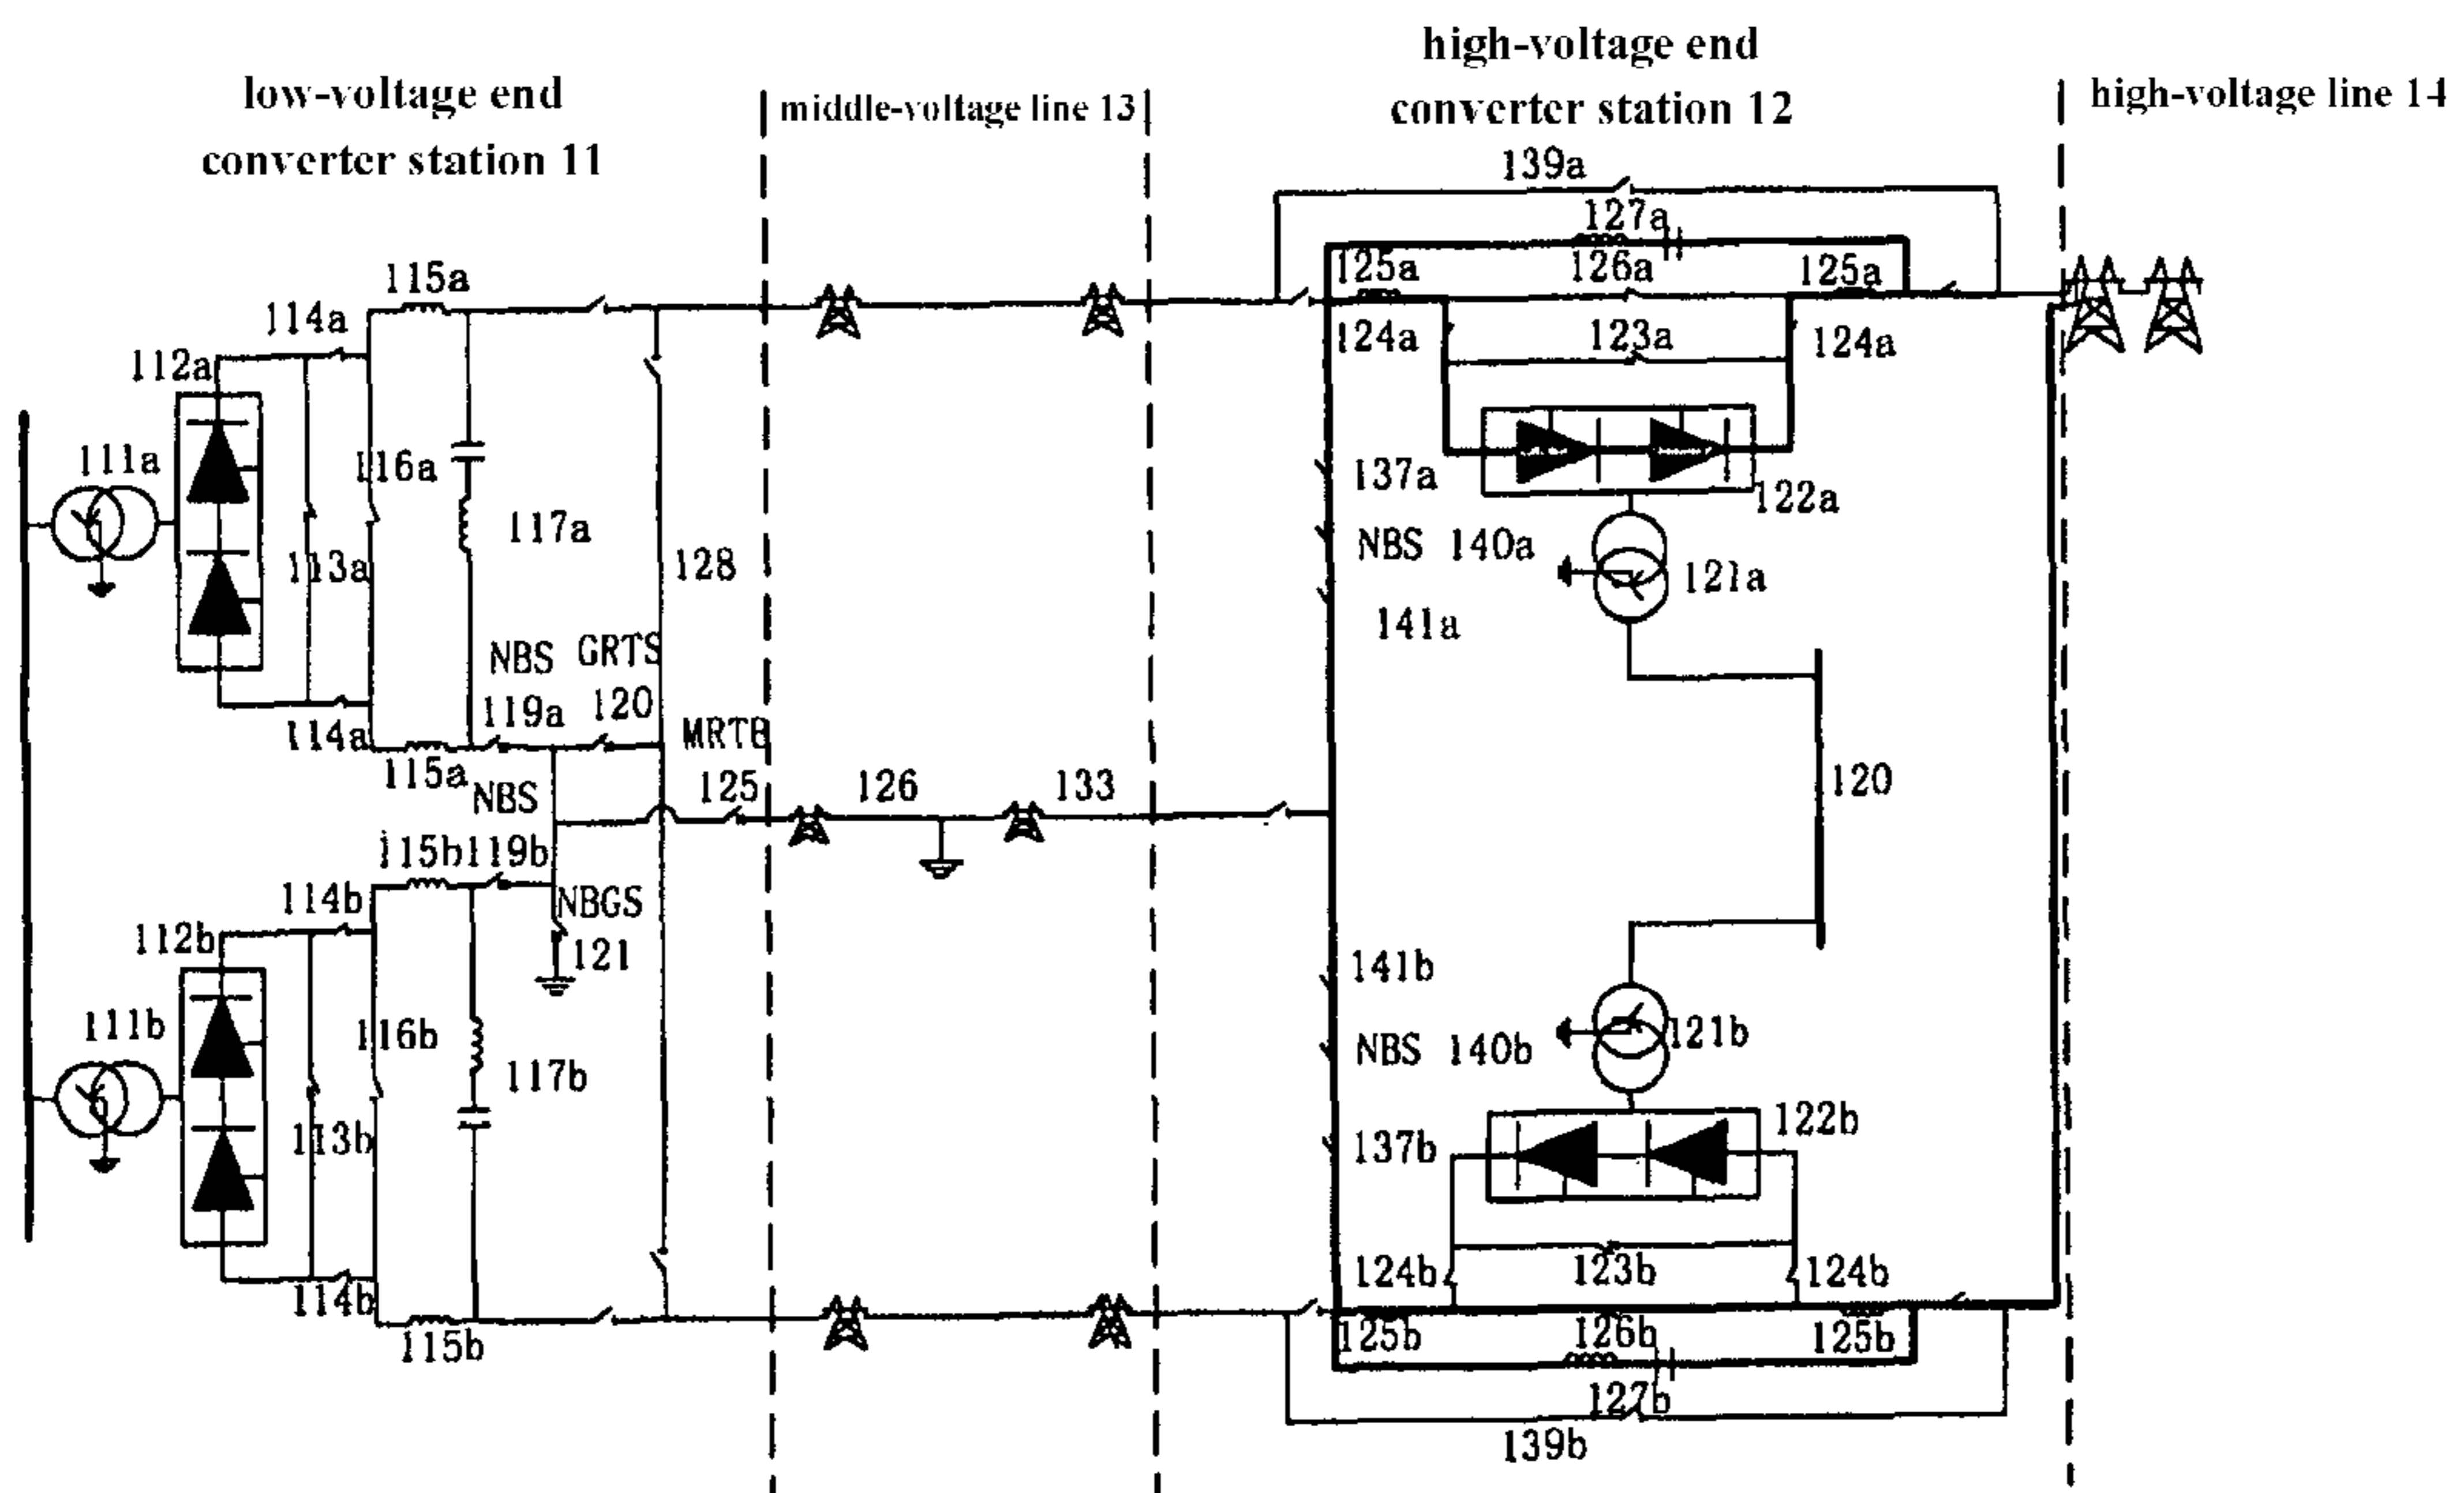 low-voltage end
converter station 11
middle-voltage line 13
high-voltage end
converter station 12
high-voltage line 14
139a
127a
115a
125a
126a
125a
114a
124a
123a
124a
112a
111a
116a
137a
122a
117a
NBS 140a
113a
128
121a
141a
NBS
GRTS
119a
120
114a
MRTB
115a
NBS
125
126
133
120
115b
119b
114b
NBGS
112b
121
141b
111b
116b
NBS 140b
121b
117b
113b
137b
122b
114b
124b
123b
124b
115b
125b
126b
125b
127b
139b